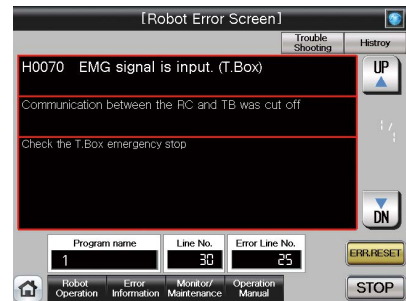 [Robot Error Screen]
Trouble Shooting
Histroy
H0070 EMG signal is input. (T.Box)
UP
Communication between the RC and TB was cut off
1/1
Check the T.Box emergency stop
DN
Program name
Line No.
Error Line No.
1
30
25
ERR.RESET
Robot Operation
Error Information
Monitor/ Maintenance
Operation Manual
STOP